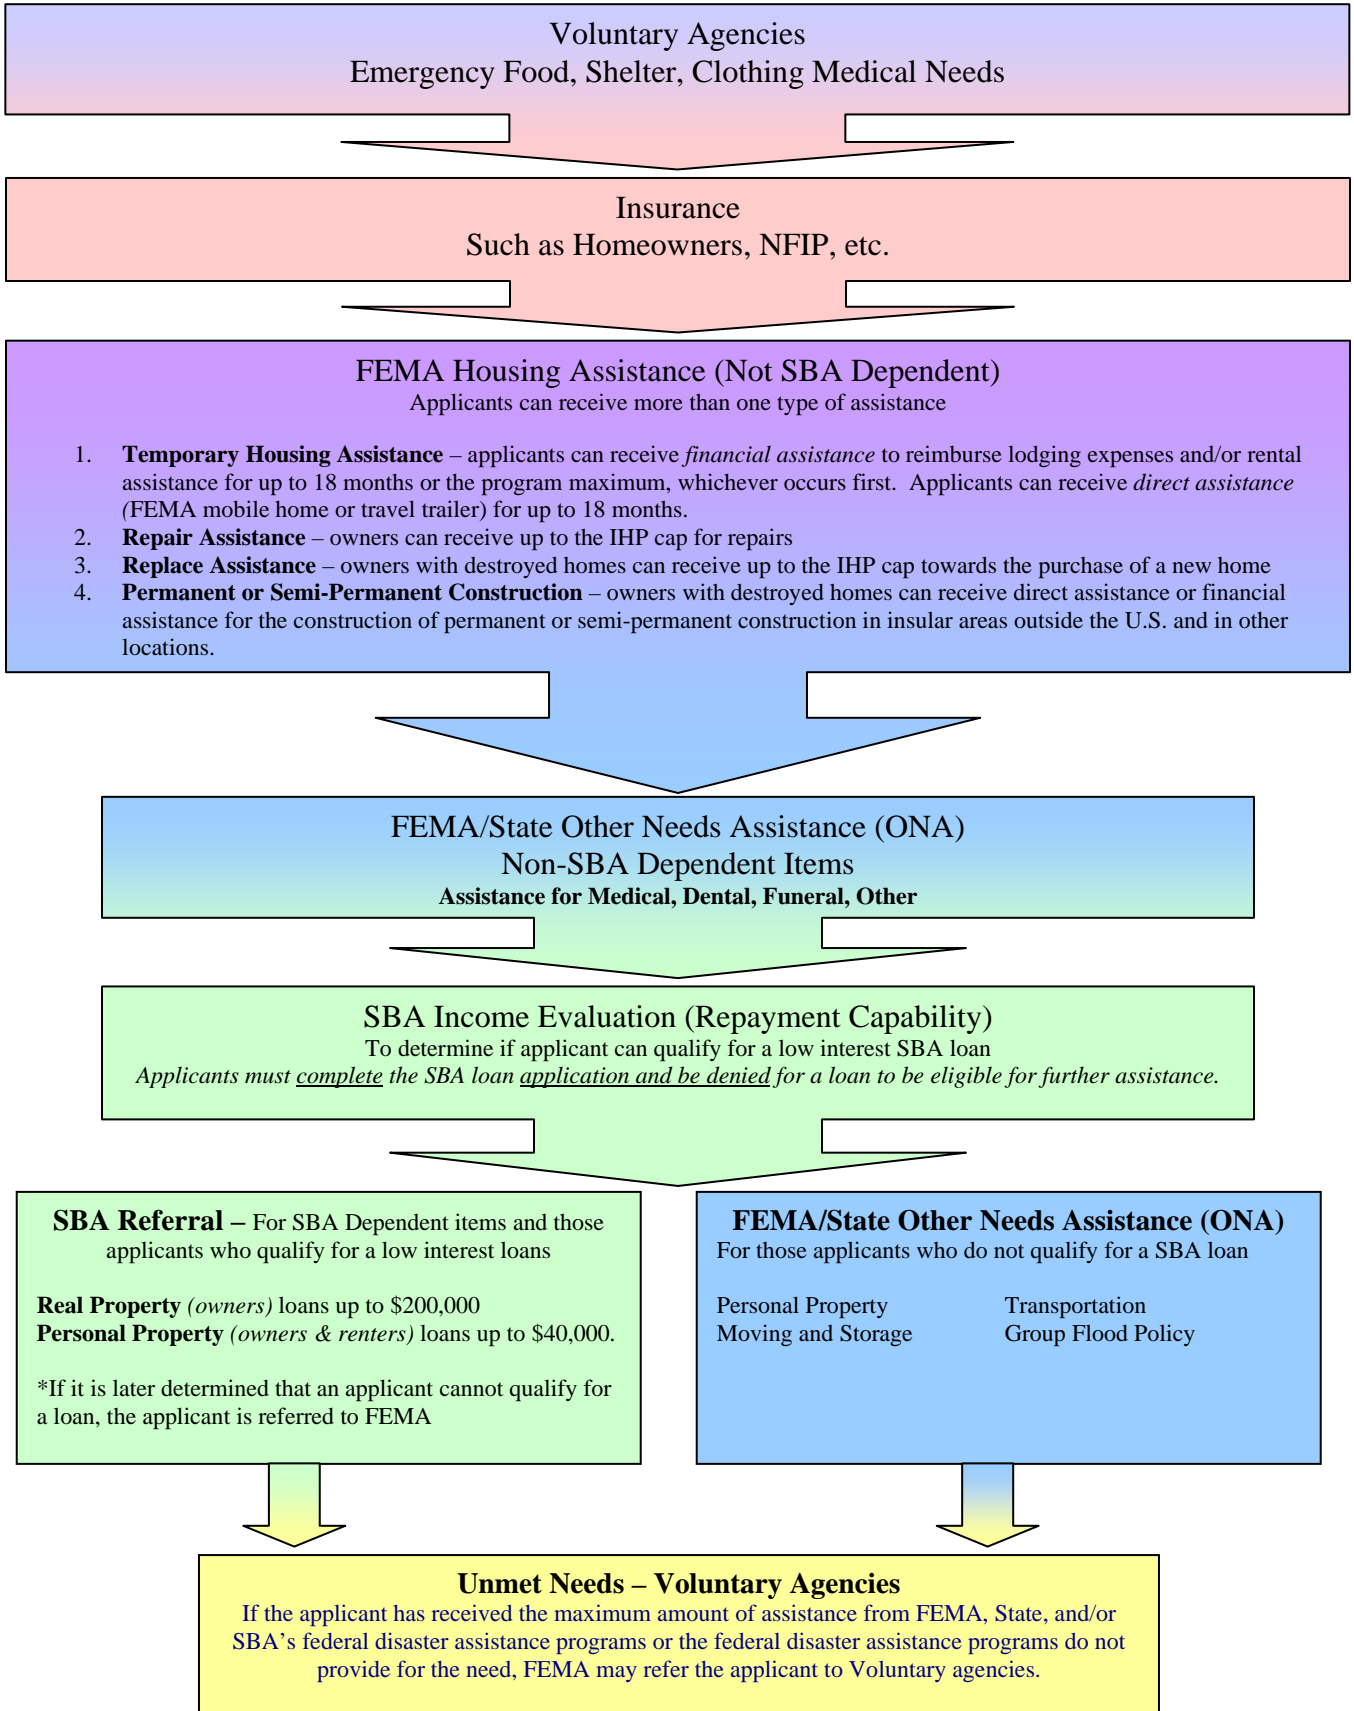 Voluntary Agencies
Emergency Food, Shelter, Clothing Medical Needs
Insurance
Such as Homeowners, NFIP, etc.
FEMA Housing Assistance (Not SBA Dependent)
Applicants can receive more than one type of assistance
1. Temporary Housing Assistance – applicants can receive financial assistance to reimburse lodging expenses and/or rental
assistance for up to 18 months or the program maximum, whichever occurs first.  Applicants can receive direct assistance
(FEMA mobile home or travel trailer) for up to 18 months.
2. Repair Assistance – owners can receive up to the IHP cap for repairs
3. Replace Assistance – owners with destroyed homes can receive up to the IHP cap towards the purchase of a new home
4. Permanent or Semi-Permanent Construction – owners with destroyed homes can receive direct assistance or financial
assistance for the construction of permanent or semi-permanent construction in insular areas outside the U.S. and in other
locations.
FEMA/State Other Needs Assistance (ONA)
Non-SBA Dependent Items
Assistance for Medical, Dental, Funeral, Other
SBA Income Evaluation (Repayment Capability)
To determine if applicant can qualify for a low interest SBA loan
Applicants must complete the SBA loan application and be denied for a loan to be eligible for further assistance.
SBA Referral – For SBA Dependent items and those
applicants who qualify for a low interest loans
Real Property (owners) loans up to $200,000
Personal Property (owners & renters) loans up to $40,000.
*If it is later determined that an applicant cannot qualify for
a loan, the applicant is referred to FEMA
FEMA/State Other Needs Assistance (ONA)
For those applicants who do not qualify for a SBA loan
Personal Property Transportation
Moving and Storage Group Flood Policy
Unmet Needs – Voluntary Agencies
If the applicant has received the maximum amount of assistance from FEMA, State, and/or
SBA's federal disaster assistance programs or the federal disaster assistance programs do not
provide for the need, FEMA may refer the applicant to Voluntary agencies.